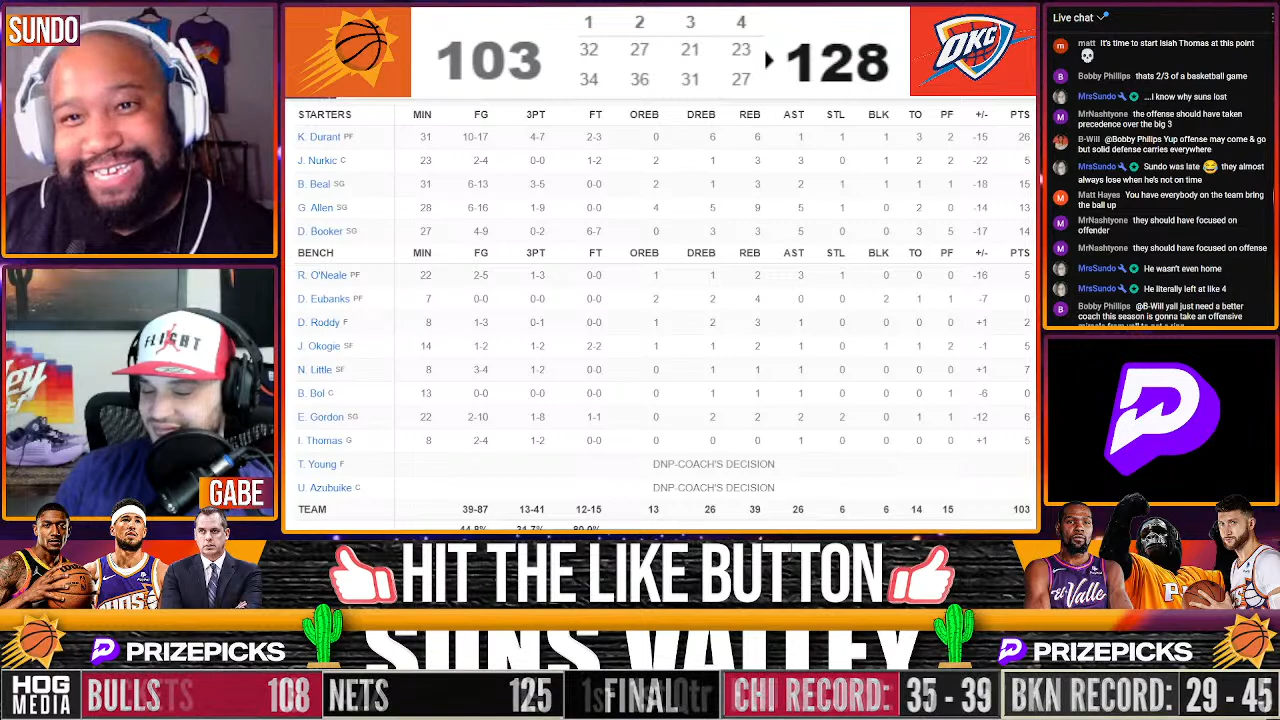 SUNDO
103
1 2 3 4
32 27 21 23
34 36 31 27
128
OKC
STARTERS MIN FG 3PT FT OREB DREB REB AST STL BLK TO PF +/- PTS
K. Durant PF 31 10-17 4-7 2-3 0 6 6 1 1 1 3 2 -15 26
J. Nurkic C 23 2-4 0-0 1-2 2 1 3 3 0 1 2 2 -22 5
B. Beal SG 31 6-13 3-5 0-0 2 1 3 2 1 1 1 1 -18 15
G. Allen SG 28 6-16 1-9 0-0 4 5 9 5 1 0 2 0 -14 13
D. Booker SG 27 4-9 0-2 6-7 0 3 3 5 0 0 3 5 -17 14
BENCH MIN FG 3PT FT OREB DREB REB AST STL BLK TO PF +/- PTS
R. O'Neale PF 22 2-5 1-3 0-0 1 1 2 3 1 0 0 0 -16 5
D. Eubanks PF 7 0-0 0-0 0-0 2 2 4 0 0 2 1 1 -7 0
D. Roddy F 8 1-3 0-1 0-0 1 2 3 1 0 0 0 0 +1 2
J. Okogie SF 14 1-2 1-2 2-2 1 1 2 1 0 1 1 2 -1 5
N. Little SF 8 3-4 1-2 0-0 0 1 1 1 0 0 0 0 +1 7
B. Bol C 13 0-0 0-0 0-0 0 1 1 1 0 0 0 1 -6 0
E. Gordon SG 22 2-10 1-8 1-1 0 2 2 2 2 0 1 1 -12 6
I. Thomas G 8 2-4 1-2 0-0 0 0 0 1 0 0 0 0 +1 5
T. Young F DNP-COACH'S DECISION
U. Azubuike C DNP-COACH'S DECISION
TEAM 39-87 13-41 12-15 13 26 39 26 6 6 14 15 103
44.8% 31.7% 80.0%
Live chat
matt It's time to start Isiah Thomas at this point
Bobby Phillips thats 2/3 of a basketball game
MrsSundo ....I know why suns lost
MrNashtyone the offense should have taken
precedence over the big 3
B-Will @Bobby Phillips Yup offense may come & go
but solid defense carries everywhere
MrsSundo Sundo was late they almost
always lose when he's not on time
Matt Hayes You have everybody on the team bring
the ball up
MrNashtyone they should have focused on
offender
MrNashtyone they should have focused on offense
MrsSundo He wasn't even home
MrsSundo He literally left at like 4
Bobby Phillips @B-Will yall just need a better
coach this season is gonna take an offensive
FLIGHT
GABE
HIT THE LIKE BUTTON
SUNS VALLEY
PRIZEPICKS
PRIZEPICKS
HOG
MEDIA
BULLS 108 NETS 125 FINAL CHI RECORD: 35 - 39 BKN RECORD: 29 - 45